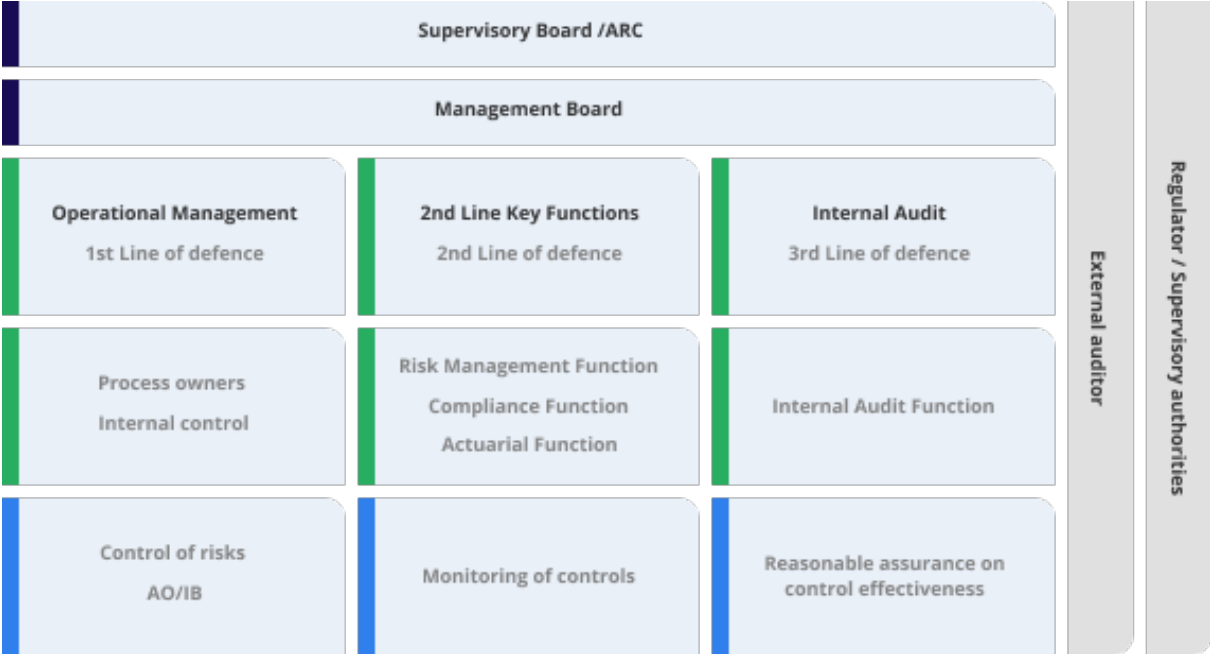 Supervisory Board /ARC
Management Board
Operational Management
1st Line of defence
2nd Line Key Functions
2nd Line of defence
Internal Audit
3rd Line of defence
Process owners
Internal control
Risk Management Function
Compliance Function
Actuarial Function
Internal Audit Function
Control of risks
AO/IB
Monitoring of controls
Reasonable assurance on
control effectiveness
External auditor
Regulator / Supervisory authorities